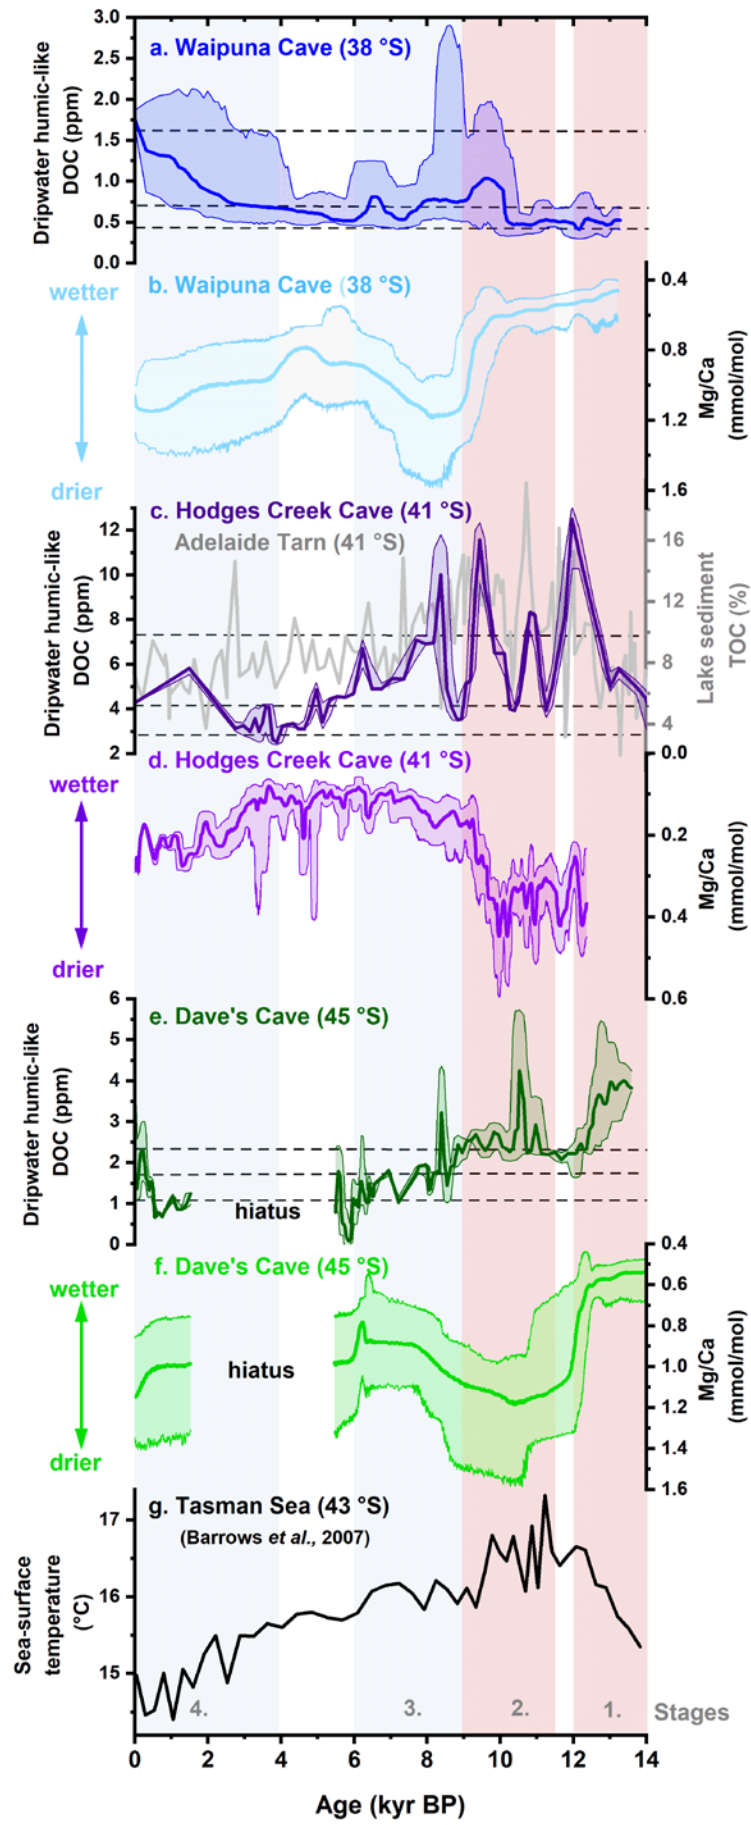 a. Waipuna Cave (38 °S)
Dripwater humic-like
DOC (ppm)
3.0
2.5
2.0
1.5
1.0
0.5
0.0
b. Waipuna Cave (38 °S)
wetter
drier
0.4
0.8
1.2
1.6
Mg/Ca
(mmol/mol)
c. Hodges Creek Cave (41 °S)
Adelaide Tarn (41 °S)
Dripwater humic-like
DOC (ppm)
12
10
8
6
4
2
16
12
8
4
0.0
Lake sediment
TOC (%)
d. Hodges Creek Cave (41 °S)
wetter
drier
0.2
0.4
0.6
Mg/Ca
(mmol/mol)
e. Dave's Cave (45 °S)
Dripwater humic-like
DOC (ppm)
6
5
4
3
2
1
0
hiatus
f. Dave's Cave (45 °S)
wetter
drier
hiatus
0.4
0.6
0.8
1.0
1.2
1.4
1.6
Mg/Ca
(mmol/mol)
g. Tasman Sea (43 °S)
(Barrows et al., 2007)
Sea-surface
temperature
(°C)
17
16
15
4. 3. 2. 1. Stages
0 2 4 6 8 10 12 14
Age (kyr BP)